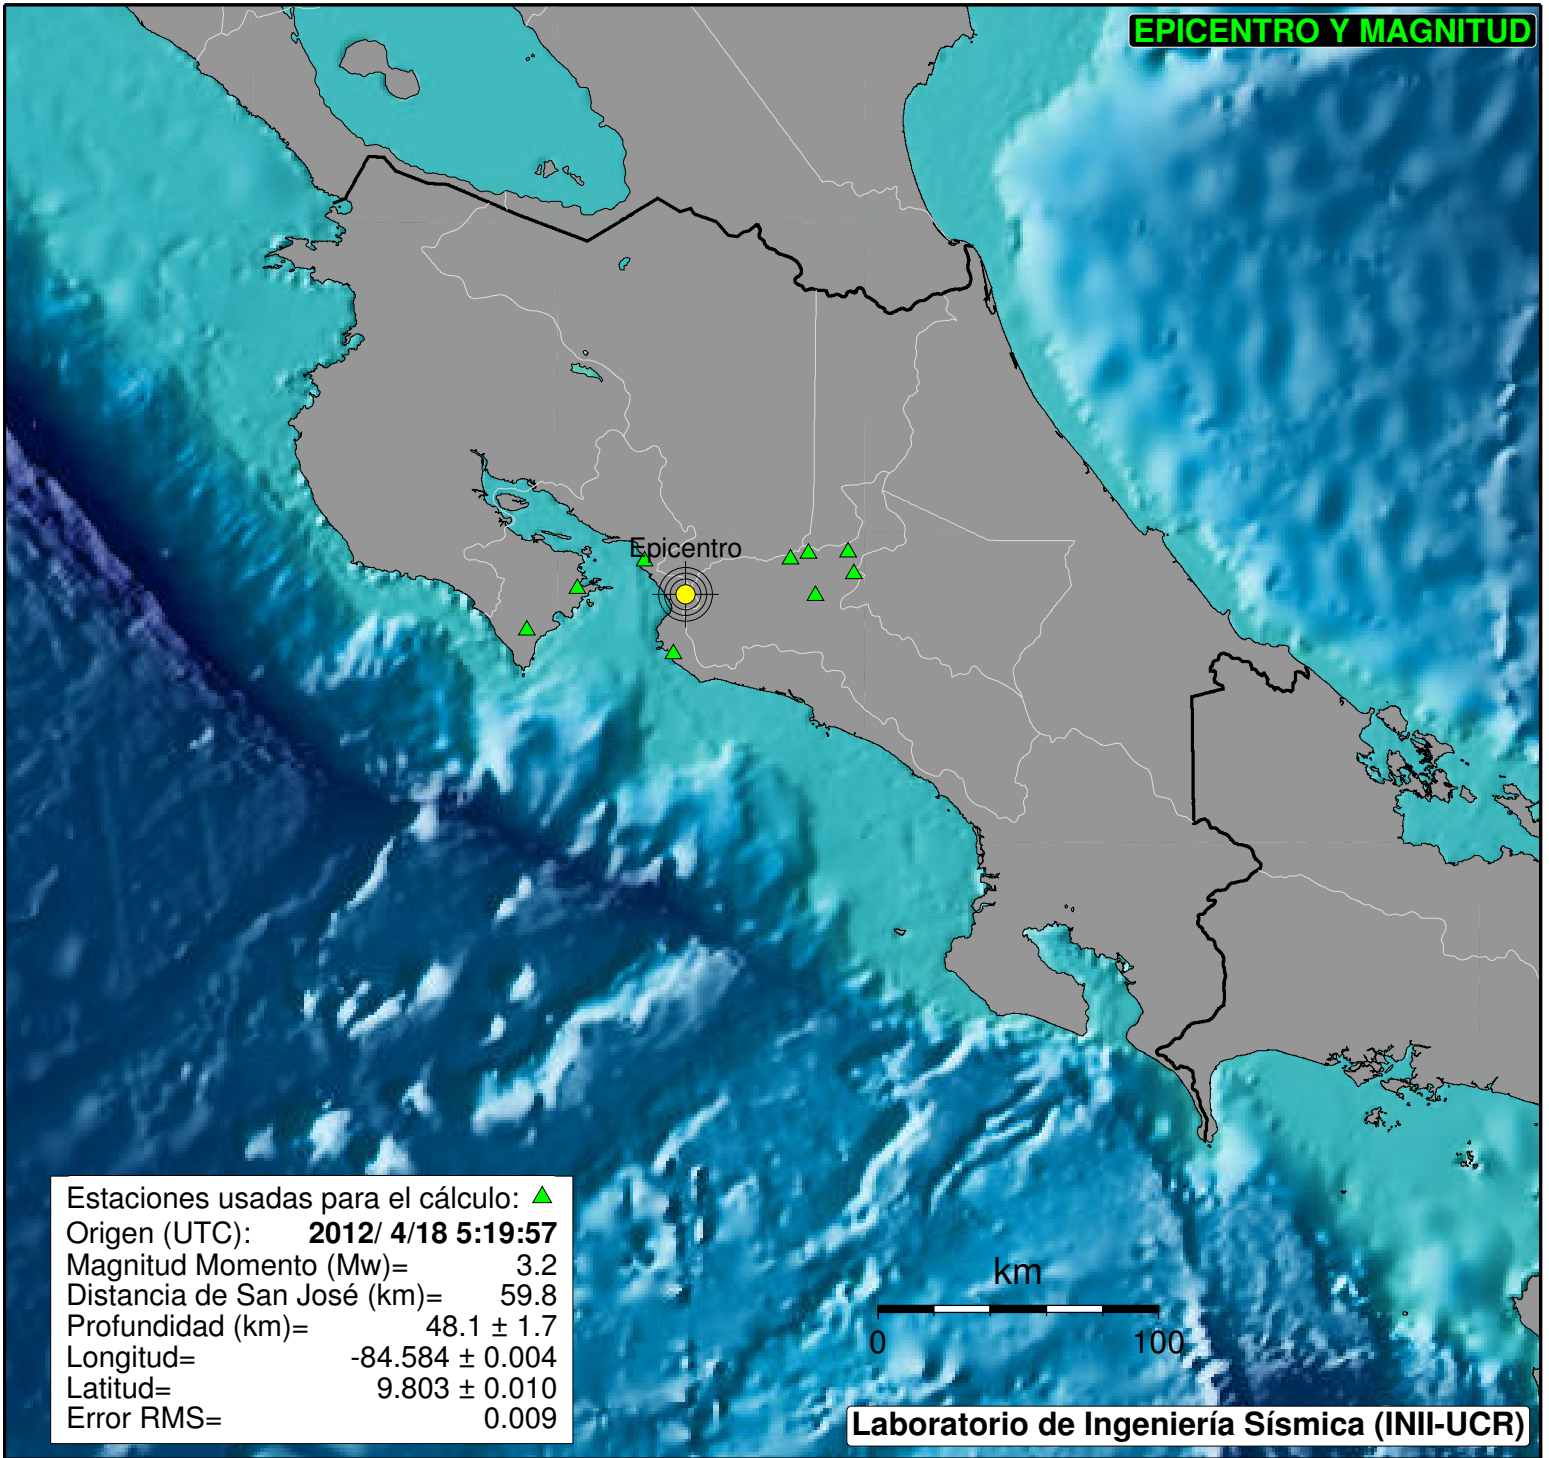 EPICENTRO Y MAGNITUD
Epicentro
Estaciones usadas para el cálculo:
Origen (UTC): 2012/ 4/18 5:19:57
Magnitud Momento (Mw)= 3.2
Distancia de San José (km)= 59.8
Profundidad (km)= 48.1 ± 1.7
Longitud= -84.584 ± 0.004
Latitud= 9.803 ± 0.010
Error RMS= 0.009
km
0 100
Laboratorio de Ingeniería Sísmica (INII-UCR)